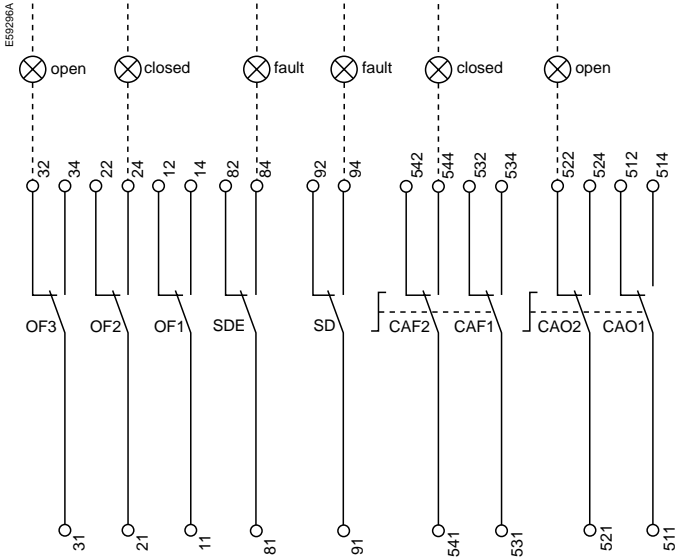 E59296A
open
closed
fault
fault
closed
open
32
34
22
24
12
14
82
84
92
94
542
544
532
534
522
524
512
514
OF3
OF2
OF1
SDE
SD
CAF2
CAF1
CAO2
CAO1
31
21
11
81
91
541
531
521
511